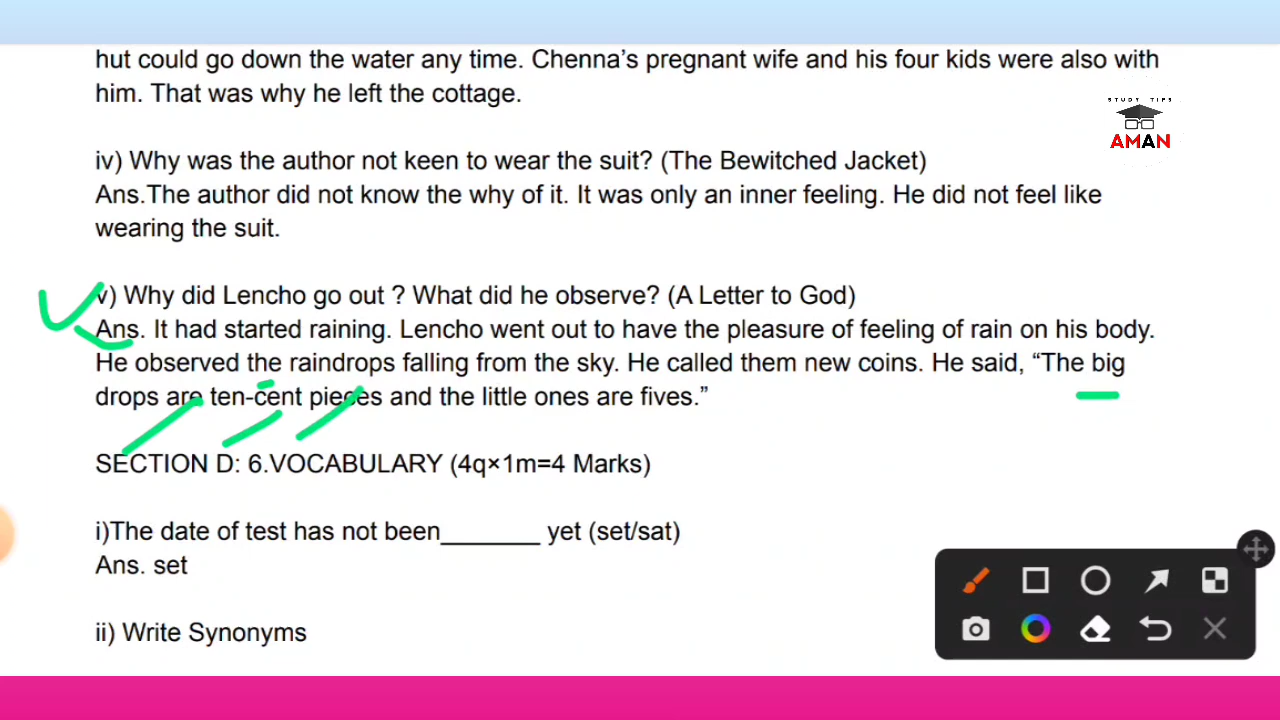 hut could go down the water any time. Chenna’s pregnant wife and his four kids were also with
him. That was why he left the cottage.
STUDY TIPS
AMAN
iv) Why was the author not keen to wear the suit? (The Bewitched Jacket)
Ans.The author did not know the why of it. It was only an inner feeling. He did not feel like
wearing the suit.
v) Why did Lencho go out ? What did he observe? (A Letter to God)
Ans. It had started raining. Lencho went out to have the pleasure of feeling of rain on his body.
He observed the raindrops falling from the sky. He called them new coins. He said, “The big
drops are ten-cent pieces and the little ones are fives.”
SECTION D: 6.VOCABULARY (4q×1m=4 Marks)
i)The date of test has not been_______ yet (set/sat)
Ans. set
ii) Write Synonyms